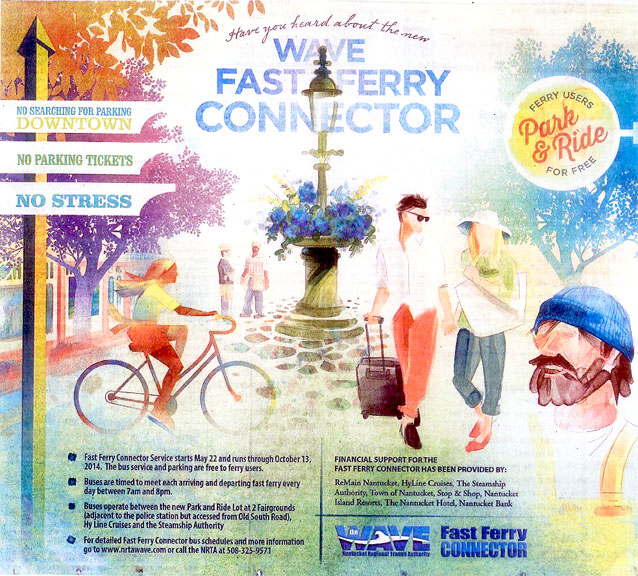 Have you heard about the new
WAVE
FAST FERRY
CONNECTOR
NO SEARCHING FOR PARKING
DOWNTOWN
NO PARKING TICKETS
NO STRESS
FERRY USERS
Park
& Ride
FOR FREE
Fast Ferry Connector Service starts May 22 and runs through October 13,
2014. The bus service and parking are free to ferry users.
Buses are timed to meet each arriving and departing fast ferry every
day between 7am and 8pm.
Buses operate between the new Park and Ride Lot at 2 Fairgrounds
(adjacent to the police station but accessed from Old South Road),
Hy Line Cruises and the Steamship Authority
For detailed Fast Ferry Connector bus schedules and more information
go to www.nrtawave.com or call the NRTA at 508-325-9571
FINANCIAL SUPPORT FOR THE
FAST FERRY CONNECTOR HAS BEEN PROVIDED BY:
ReMain Nantucket, HyLine Cruises, The Steamship
Authority, Town of Nantucket, Stop & Shop, Nantucket
Island Resorts, The Nantucket Hotel, Nantucket Bank
the
WAVE
Nantucket Regional Transit Authority
Fast Ferry
CONNECTOR